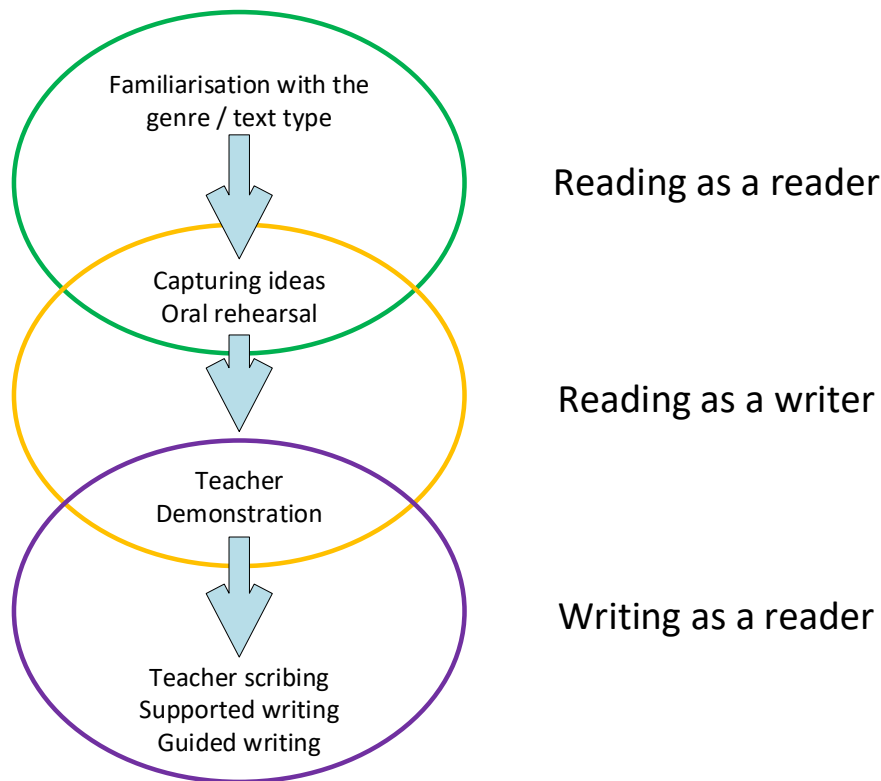 Familiarisation with the
genre / text type
Reading as a reader
Capturing ideas
Oral rehearsal
Reading as a writer
Teacher
Demonstration
Writing as a reader
Teacher scribing
Supported writing
Guided writing